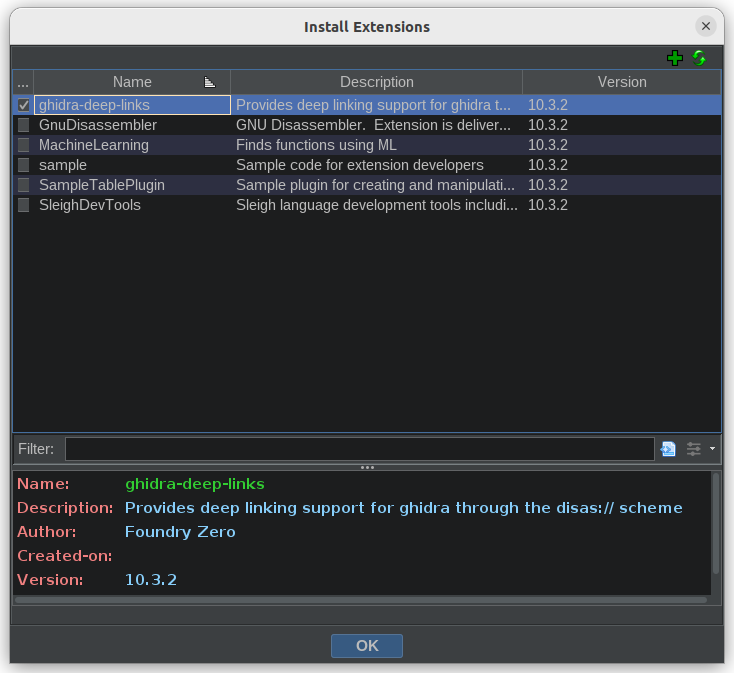 Install Extensions
... Name Description Version
ghidra-deep-links Provides deep linking support for ghidra t... 10.3.2
GnuDisassembler GNU Disassembler.  Extension is deliver... 10.3.2
MachineLearning Finds functions using ML 10.3.2
sample Sample code for extension developers 10.3.2
SampleTablePlugin Sample plugin for creating and manipulati... 10.3.2
SleighDevTools Sleigh language development tools includi... 10.3.2
Filter:
Name: ghidra-deep-links
Description: Provides deep linking support for ghidra through the disas:// scheme
Author: Foundry Zero
Created-on:
Version: 10.3.2
OK